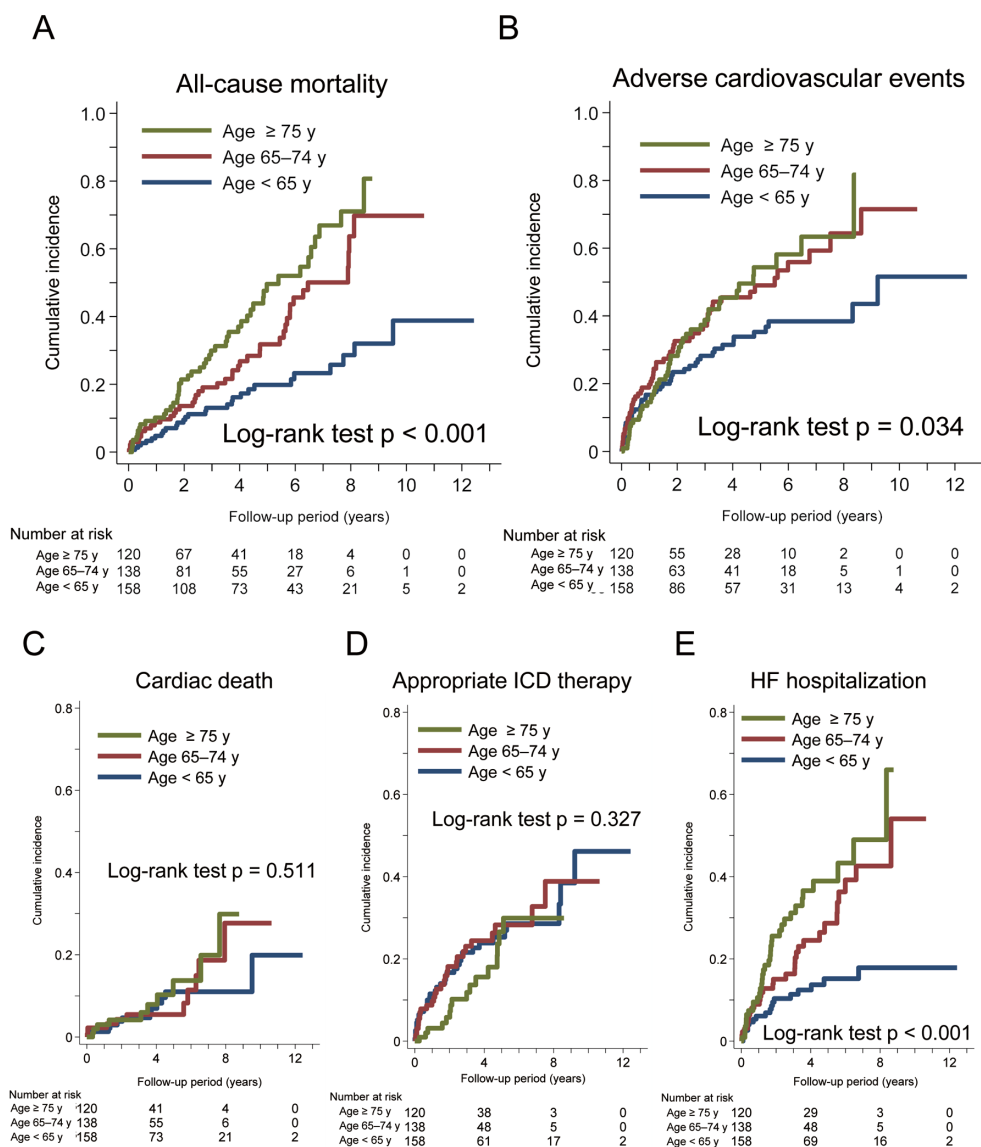 A
All-cause mortality
1.0
0.8
0.6
0.4
0.2
0
Cumulative incidence
Age ≥ 75 y
Age 65–74 y
Age < 65 y
Log-rank test p < 0.001
0 2 4 6 8 10 12
Follow-up period (years)
Number at risk
Age ≥ 75 y 120 67 41 18 4 0 0
Age 65–74 y 138 81 55 27 6 1 0
Age < 65 y 158 108 73 43 21 5 2
B
Adverse cardiovascular events
1.0
0.8
0.6
0.4
0.2
0
Cumulative incidence
Age ≥ 75 y
Age 65–74 y
Age < 65 y
Log-rank test p = 0.034
0 2 4 6 8 10 12
Follow-up period (years)
Number at risk
Age ≥ 75 y 120 55 28 10 2 0 0
Age 65–74 y 138 63 41 18 5 1 0
Age < 65 y 158 86 57 31 13 4 2
C
Cardiac death
0.8
0.6
0.4
0.2
0
Cumulative incidence
Age ≥ 75 y
Age 65–74 y
Age < 65 y
Log-rank test p = 0.511
0 4 8 12
Follow-up period (years)
Number at risk
Age ≥ 75 y 120 41 4 0
Age 65–74 y 138 55 6 0
Age < 65 y 158 73 21 2
D
Appropriate ICD therapy
0.8
0.6
0.4
0.2
0
Cumulative incidence
Age ≥ 75 y
Age 65–74 y
Age < 65 y
Log-rank test p = 0.327
0 4 8 12
Follow-up period (years)
Number at risk
Age ≥ 75 y 120 38 3 0
Age 65–74 y 138 48 5 0
Age < 65 y 158 61 17 2
E
HF hospitalization
0.8
0.6
0.4
0.2
0
Cumulative incidence
Age ≥ 75 y
Age 65–74 y
Age < 65 y
Log-rank test p < 0.001
0 4 8 12
Follow-up period (years)
Number at risk
Age ≥ 75 y 120 29 3 0
Age 65–74 y 138 48 5 0
Age < 65 y 158 69 16 2